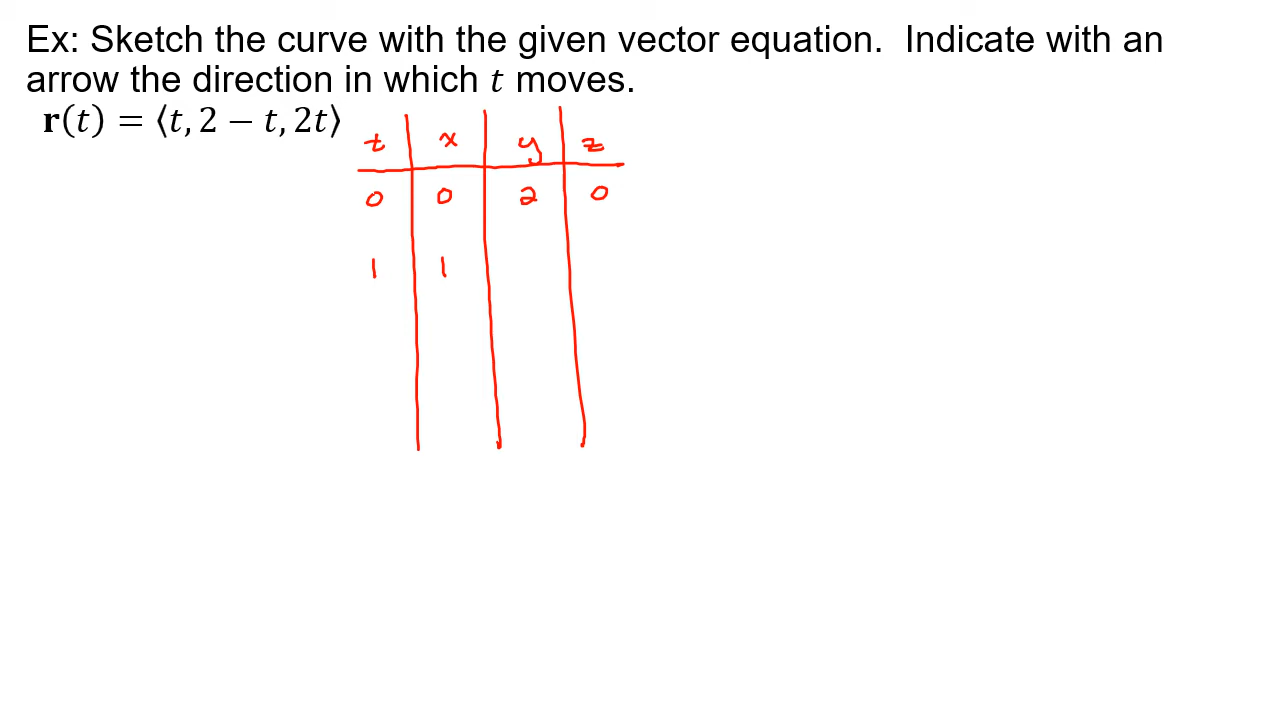 Ex: Sketch the curve with the given vector equation. Indicate with an
arrow the direction in which t moves.
r(t) = ⟨t, 2 − t, 2t⟩
t x y z
0 0 2 0
1 1